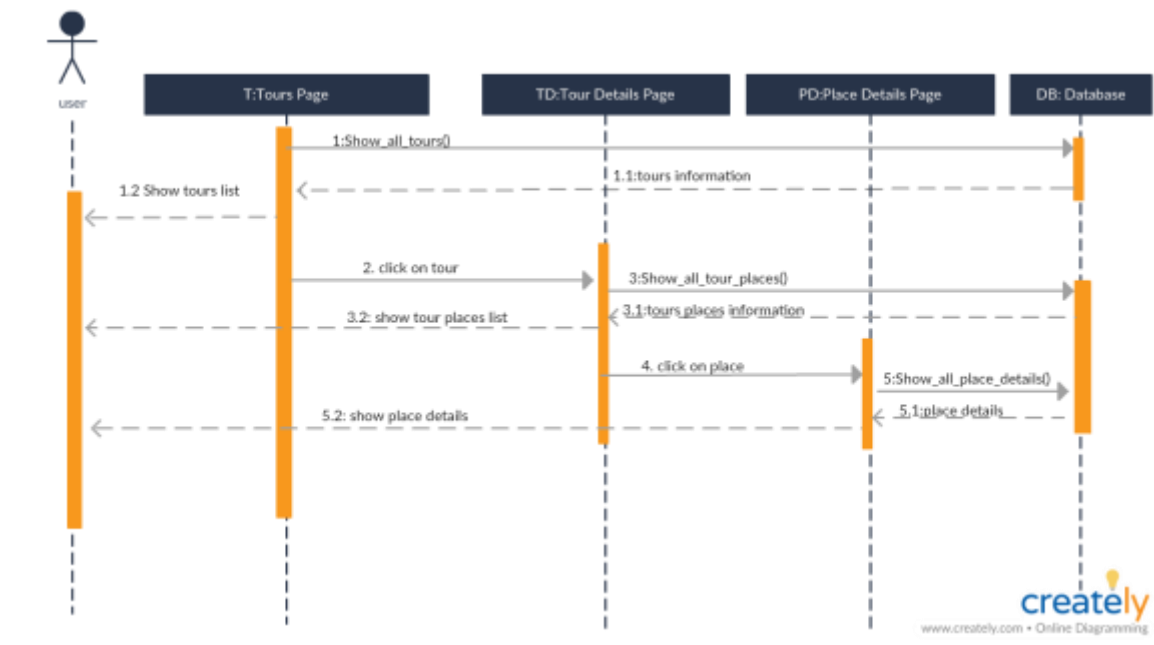 user
T:Tours Page
TD:Tour Details Page
PD:Place Details Page
DB: Database
1:Show_all_tours()
1.1:tours information
1.2 Show tours list
2. click on tour
3:Show_all_tour_places()
3.1:tours places information
3.2: show tour places list
4. click on place
5:Show_all_place_details()
5.1:place details
5.2: show place details
creately
www.creately.com • Online Diagramming